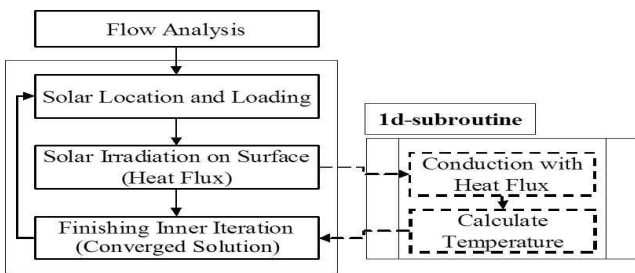 Flow Analysis
Solar Location and Loading
1d-subroutine
Solar Irradiation on Surface
(Heat Flux)
Conduction with
Heat Flux
Finishing Inner Iteration
(Converged Solution)
Calculate
Temperature